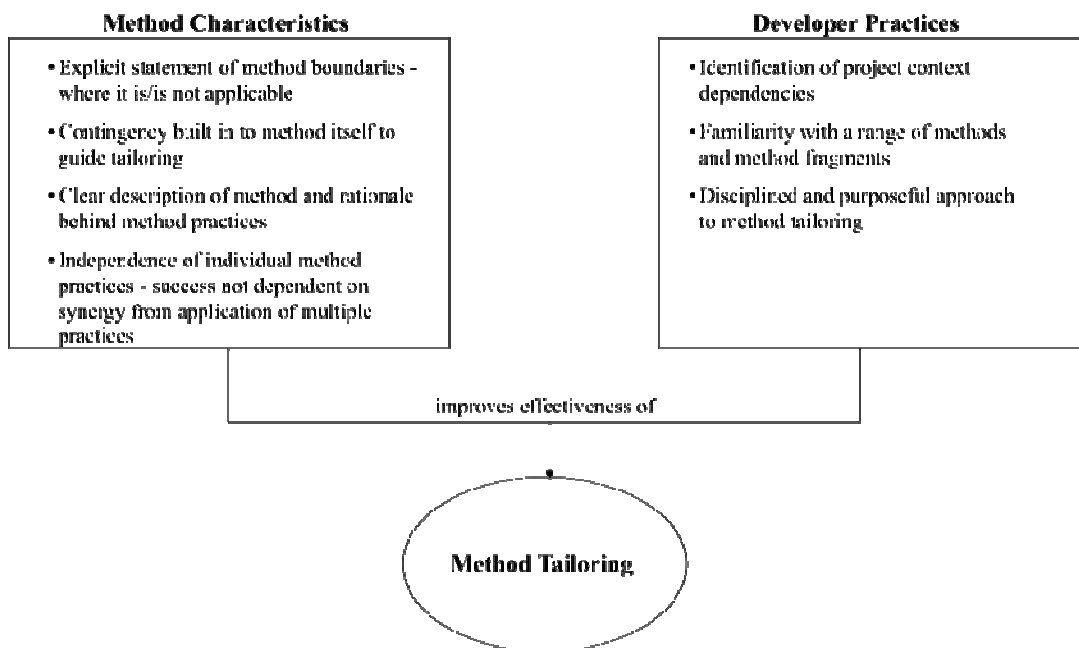 Method Characteristics
• Explicit statement of method boundaries -
where it is/is not applicable
• Contingency built in to method itself to
guide tailoring
• Clear description of method and rationale
behind method practices
• Independence of individual method
practices - success not dependent on
synergy from application of multiple
practices
Developer Practices
• Identification of project context
dependencies
• Familiarity with a range of methods
and method fragments
• Disciplined and purposeful approach
to method tailoring
improves effectiveness of
Method Tailoring